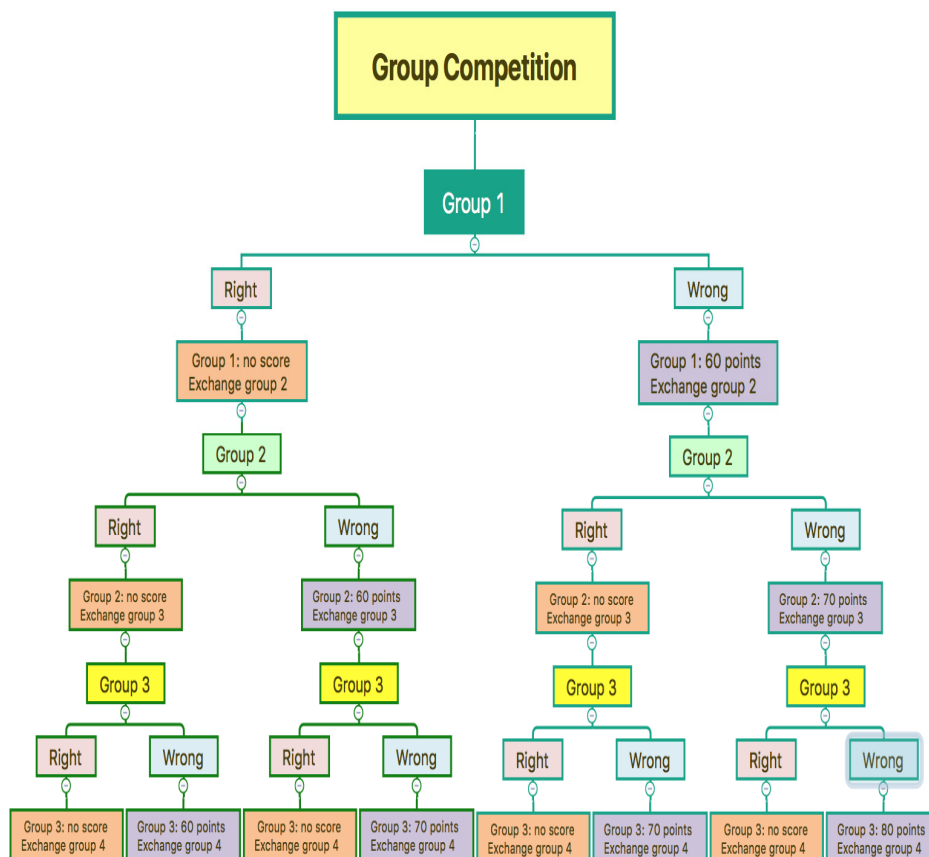 Group Competition
Group 1
Right
Wrong
Group 1: no score
Exchange group 2
Group 1: 60 points
Exchange group 2
Group 2
Group 2
Right
Wrong
Right
Wrong
Group 2: no score
Exchange group 3
Group 2: 60 points
Exchange group 3
Group 2: no score
Exchange group 3
Group 2: 70 points
Exchange group 3
Group 3
Group 3
Group 3
Group 3
Right
Wrong
Right
Wrong
Right
Wrong
Right
Wrong
Group 3: no score
Exchange group 4
Group 3: 60 points
Exchange group 4
Group 3: no score
Exchange group 4
Group 3: 70 points
Exchange group 4
Group 3: no score
Exchange group 4
Group 3: 70 points
Exchange group 4
Group 3: no score
Exchange group 4
Group 3: 80 points
Exchange group 4